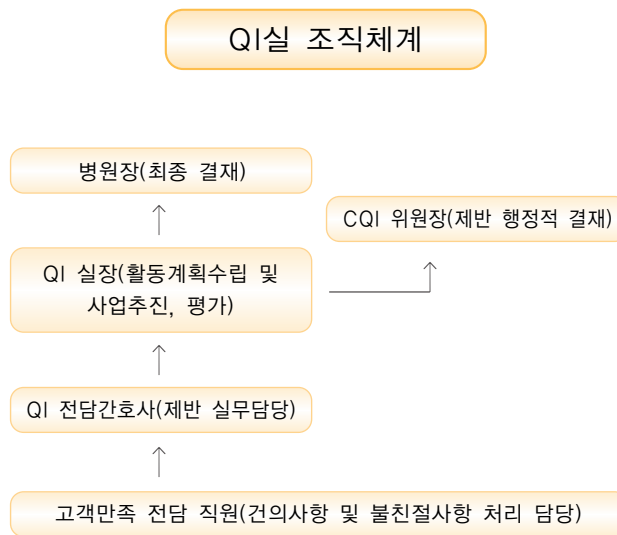 QI실 조직체계
병원장(최종 결재)
CQI 위원장(제반 행정적 결재)
QI 실장(활동계획수립 및
사업추진, 평가)
QI 전담간호사(제반 실무담당)
고객만족 전담 직원(건의사항 및 불친절사항 처리 담당)